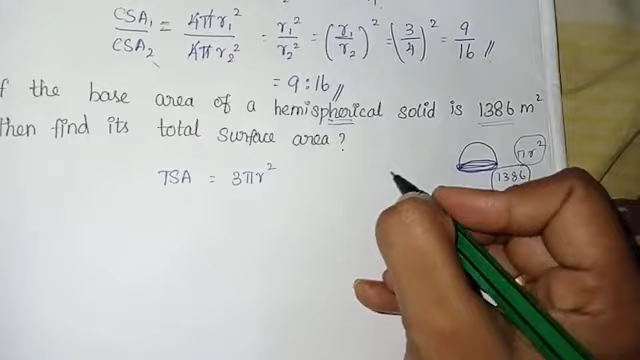 CSA₁/CSA₂ = 4πr₁²/4πr₂² = r₁²/r₂² = (r₁/r₂)² = (3/4)² = 9/16 //
= 9 : 16 //
f the base area of a hemispherical solid is 1386 m²
then find its total surface area?
πr²
1386
TSA = 3πr²